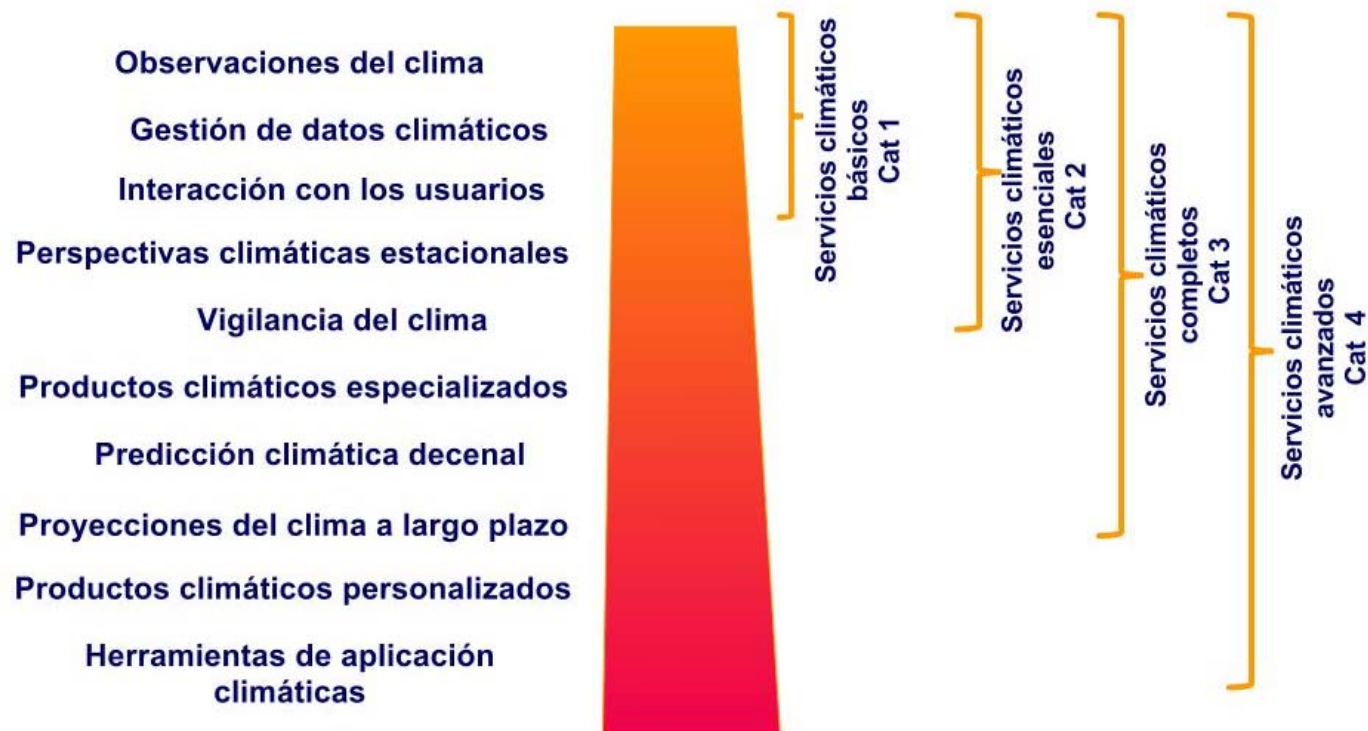 Observaciones del clima
Gestión de datos climáticos
Interacción con los usuarios
Perspectivas climáticas estacionales
Vigilancia del clima
Productos climáticos especializados
Predicción climática decenal
Proyecciones del clima a largo plazo
Productos climáticos personalizados
Herramientas de aplicación
climáticas
Servicios climáticos
básicos
Cat 1
Servicios climáticos
esenciales
Cat 2
Servicios climáticos
completos
Cat 3
Servicios climáticos
avanzados
Cat 4